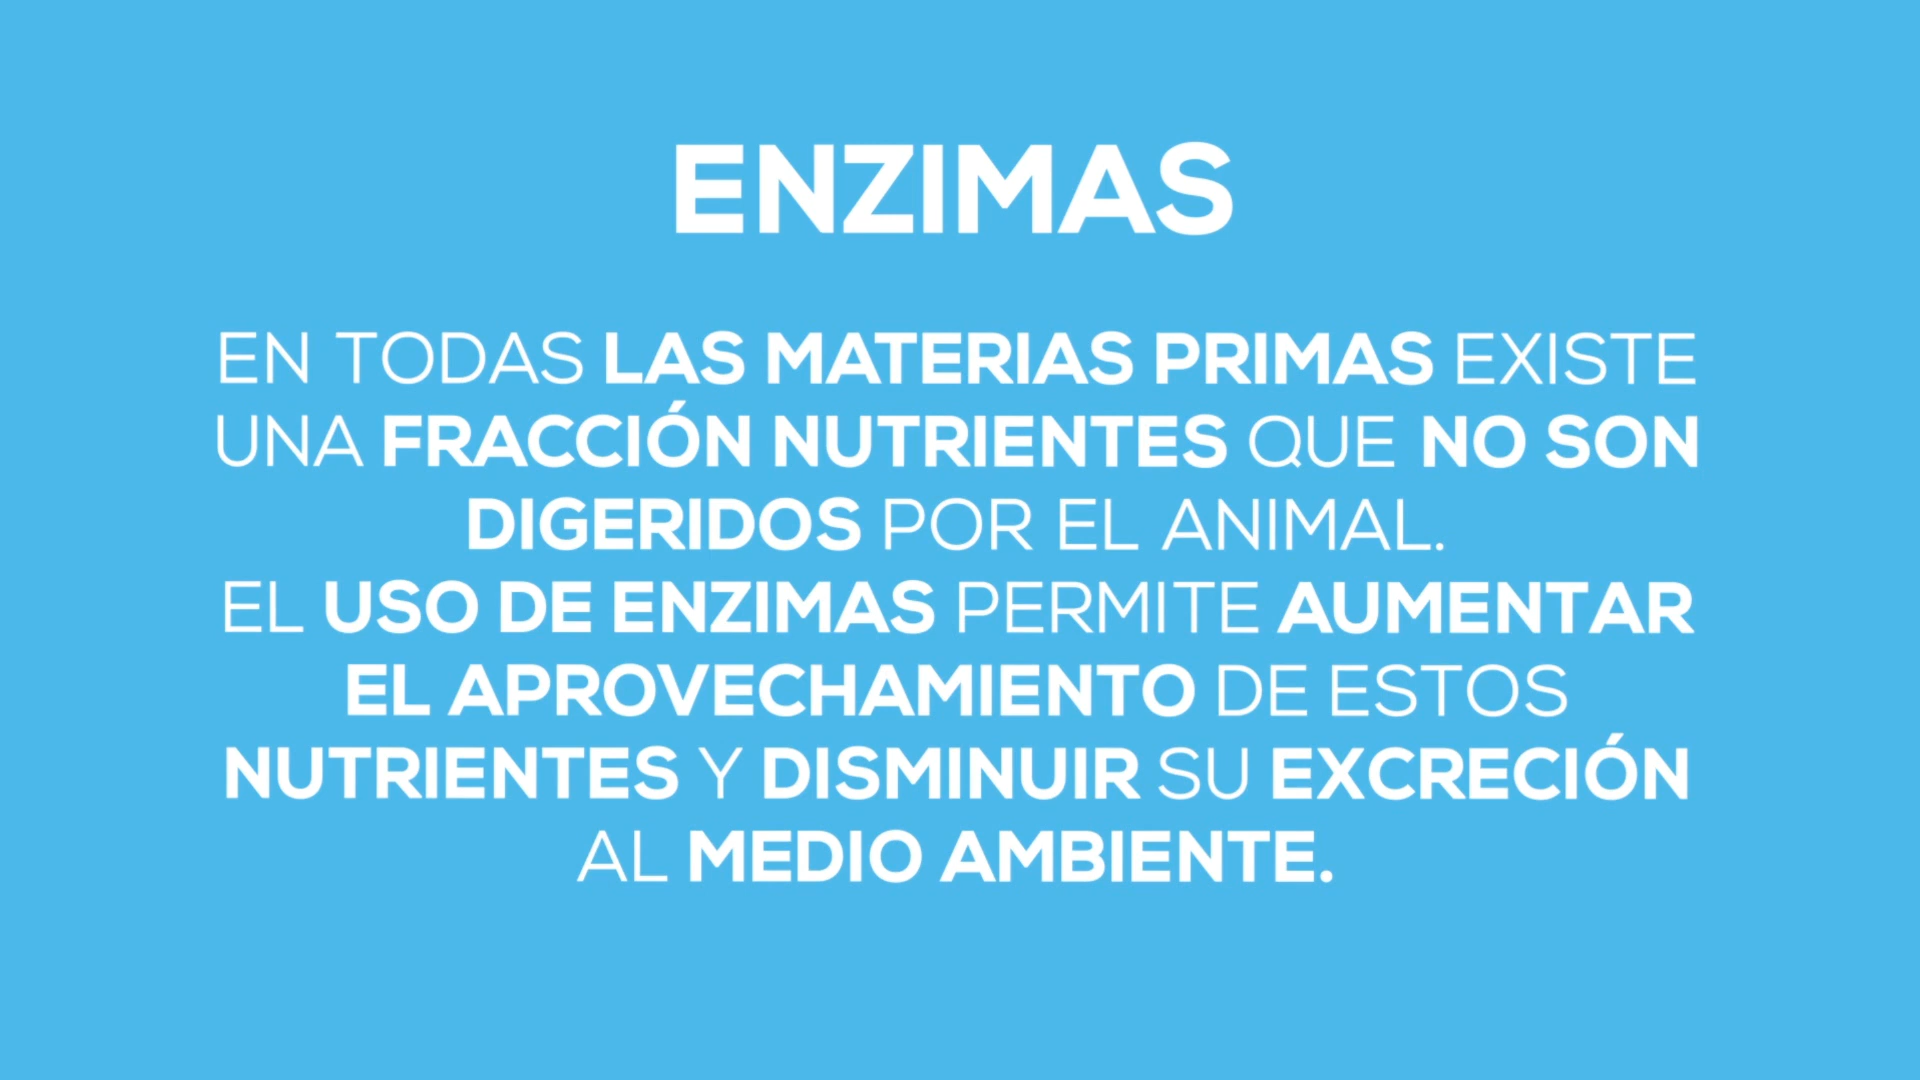 ENZIMAS
EN TODAS LAS MATERIAS PRIMAS EXISTE
UNA FRACCIÓN NUTRIENTES QUE NO SON
DIGERIDOS POR EL ANIMAL.
EL USO DE ENZIMAS PERMITE AUMENTAR
EL APROVECHAMIENTO DE ESTOS
NUTRIENTES Y DISMINUIR SU EXCRECIÓN
AL MEDIO AMBIENTE.